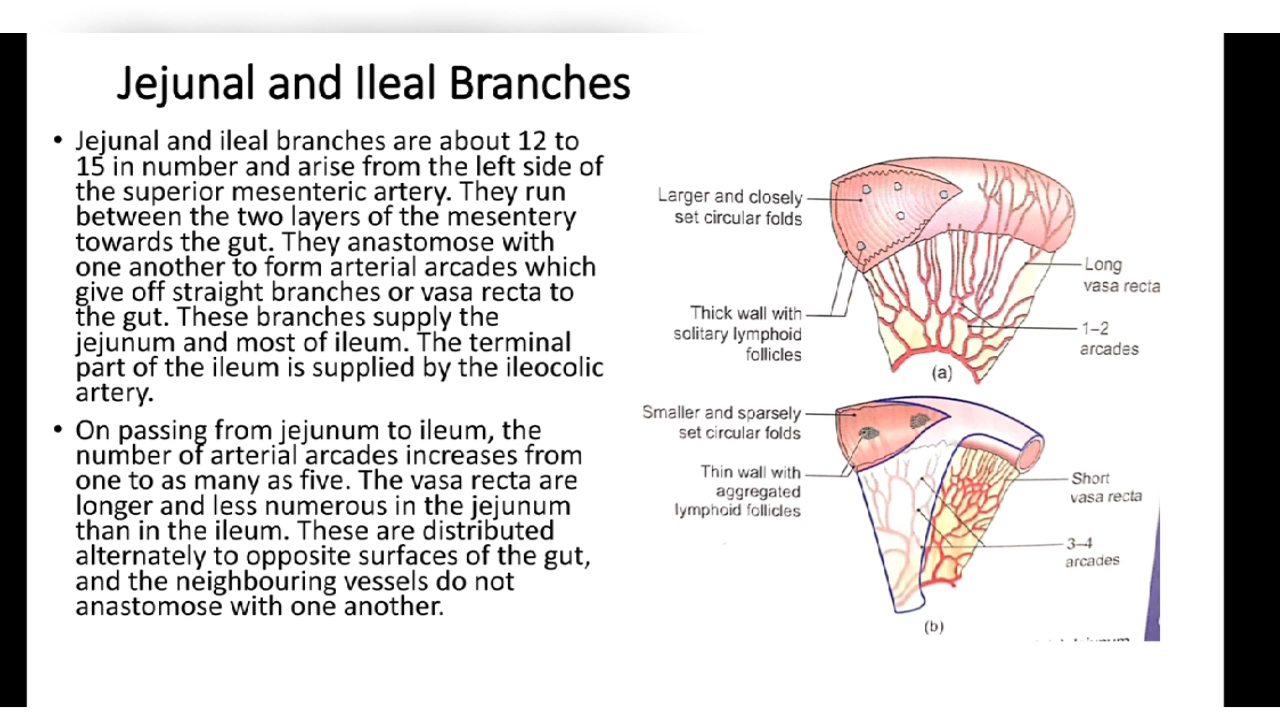 Jejunal and Ileal Branches
• Jejunal and ileal branches are about 12 to
15 in number and arise from the left side of
the superior mesenteric artery. They run
between the two layers of the mesentery
towards the gut. They anastomose with
one another to form arterial arcades which
give off straight branches or vasa recta to
the gut. These branches supply the
jejunum and most of ileum. The terminal
part of the ileum is supplied by the ileocolic
artery.
• On passing from jejunum to ileum, the
number of arterial arcades increases from
one to as many as five. The vasa recta are
longer and less numerous in the jejunum
than in the ileum. These are distributed
alternately to opposite surfaces of the gut,
and the neighbouring vessels do not
anastomose with one another.
Larger and closely
set circular folds
Long
vasa recta
Thick wall with
solitary lymphoid
follicles
1–2
arcades
(a)
Smaller and sparsely
set circular folds
Thin wall with
aggregated
lymphoid follicles
Short
vasa recta
3–4
arcades
(b)